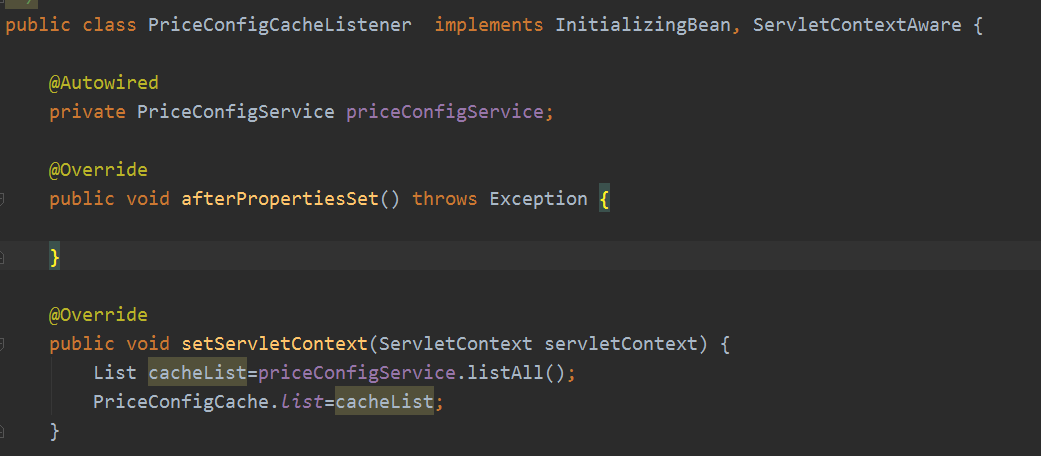 public class PriceConfigCacheListener  implements InitializingBean, ServletContextAware {
@Autowired
private PriceConfigService priceConfigService;
@Override
public void afterPropertiesSet() throws Exception {
}
@Override
public void setServletContext(ServletContext servletContext) {
List cacheList=priceConfigService.listAll();
PriceConfigCache.list=cacheList;
}